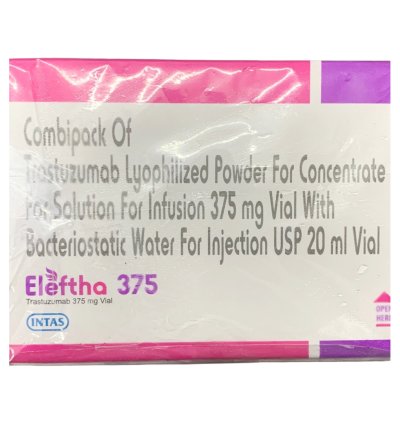 Combipack Of
Trastuzumab Lyophilized Powder For Concentrate
For Solution For Infusion 375 mg Vial With
Bacteriostatic Water For Injection USP 20 ml Vial
Eleftha 375
Trastuzumab 375 mg Vial
INTAS
OPEN
HERE